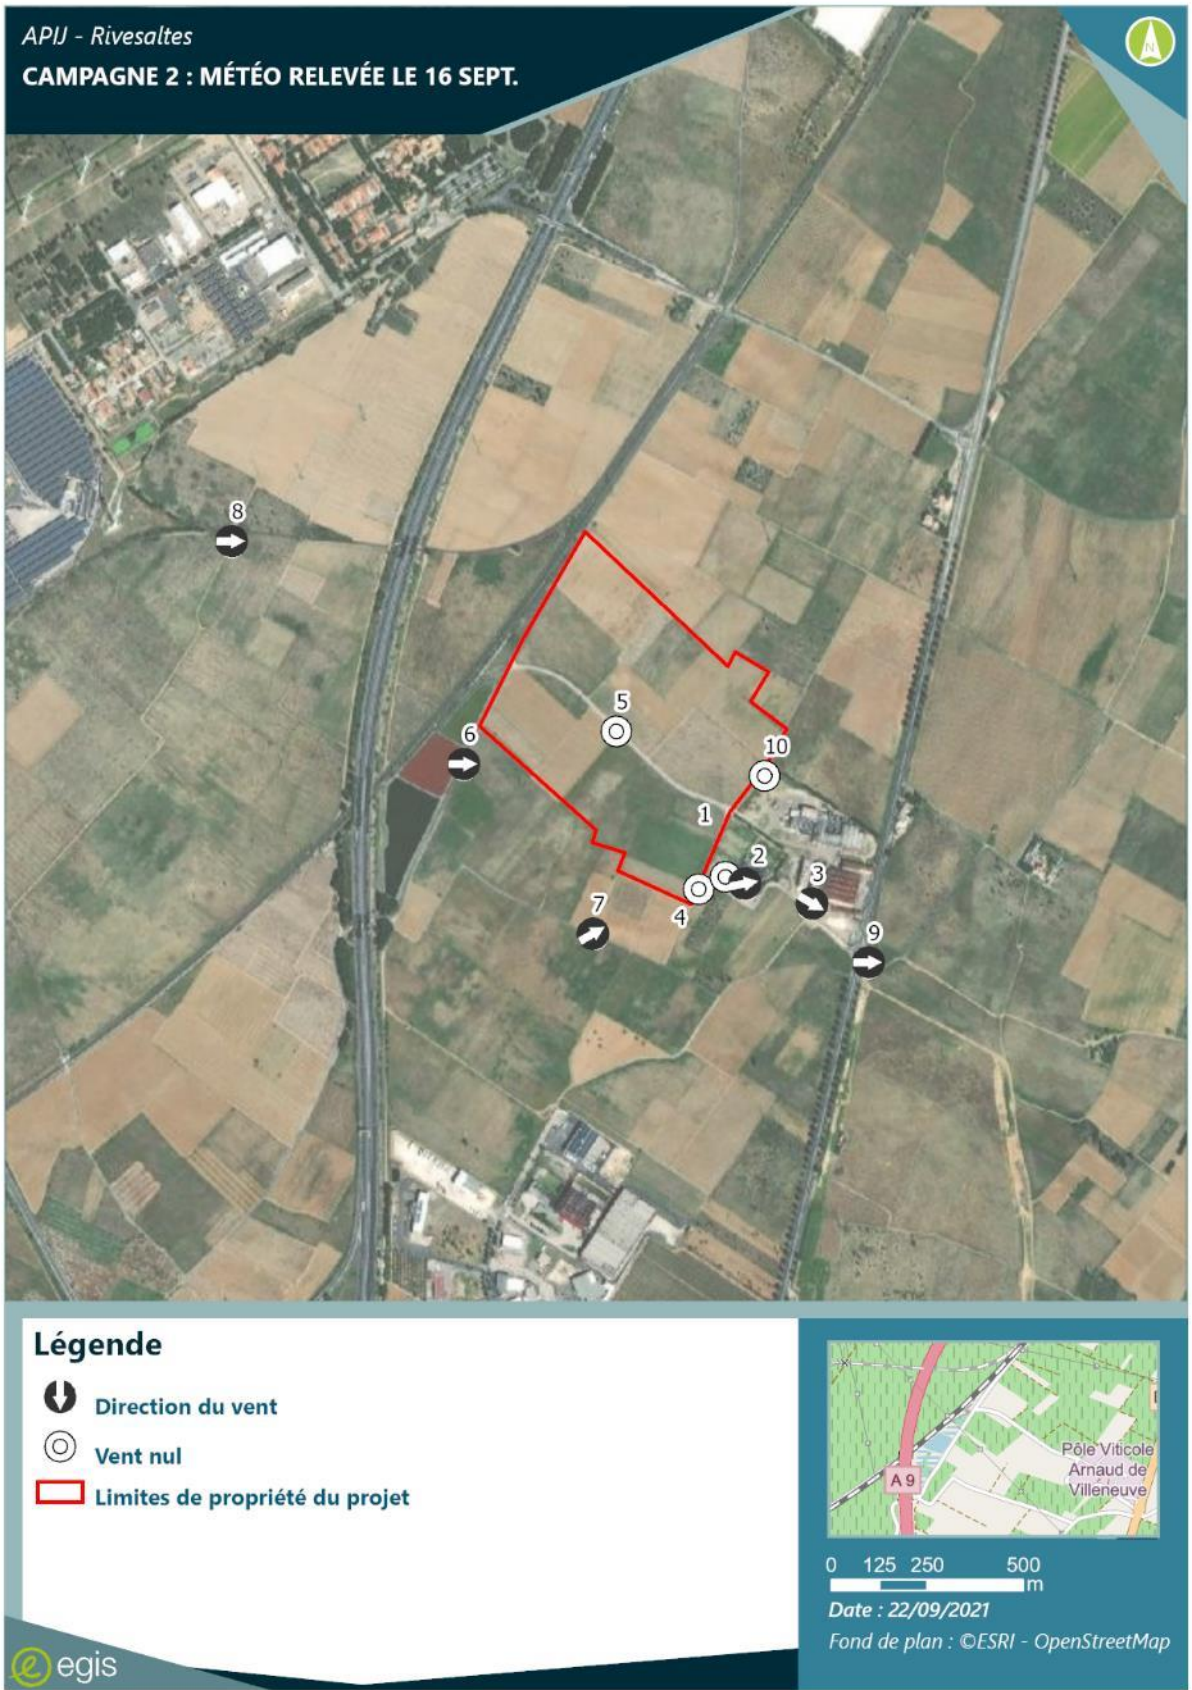 APIJ - Rivesaltes
CAMPAGNE 2 : MÉTÉO RELEVÉE LE 16 SEPT.
N
8
5
6
10
1
2
3
7
4
9
Légende
Direction du vent
Vent nul
Limites de propriété du projet
A 9
Pôle Viticole
Arnaud de
Villeneuve
0 125 250 500
m
Date : 22/09/2021
Fond de plan : ©ESRI - OpenStreetMap
egis